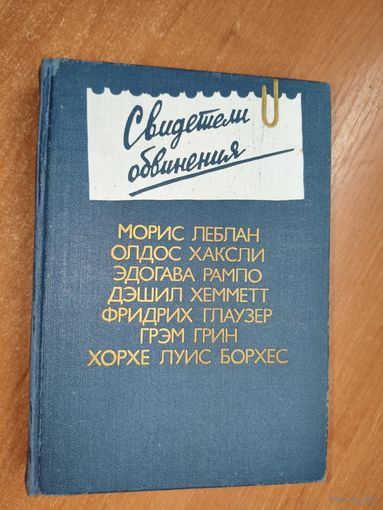 Свидетели
обвинения
МОРИС ЛЕБЛАН
ОЛДОС ХАКСЛИ
ЭДОГАВА РАМПО
ДЭШИЛ ХЕММЕТТ
ФРИДРИХ ГЛАУЗЕР
ГРЭМ ГРИН
ХОРХЕ ЛУИС БОРХЕС